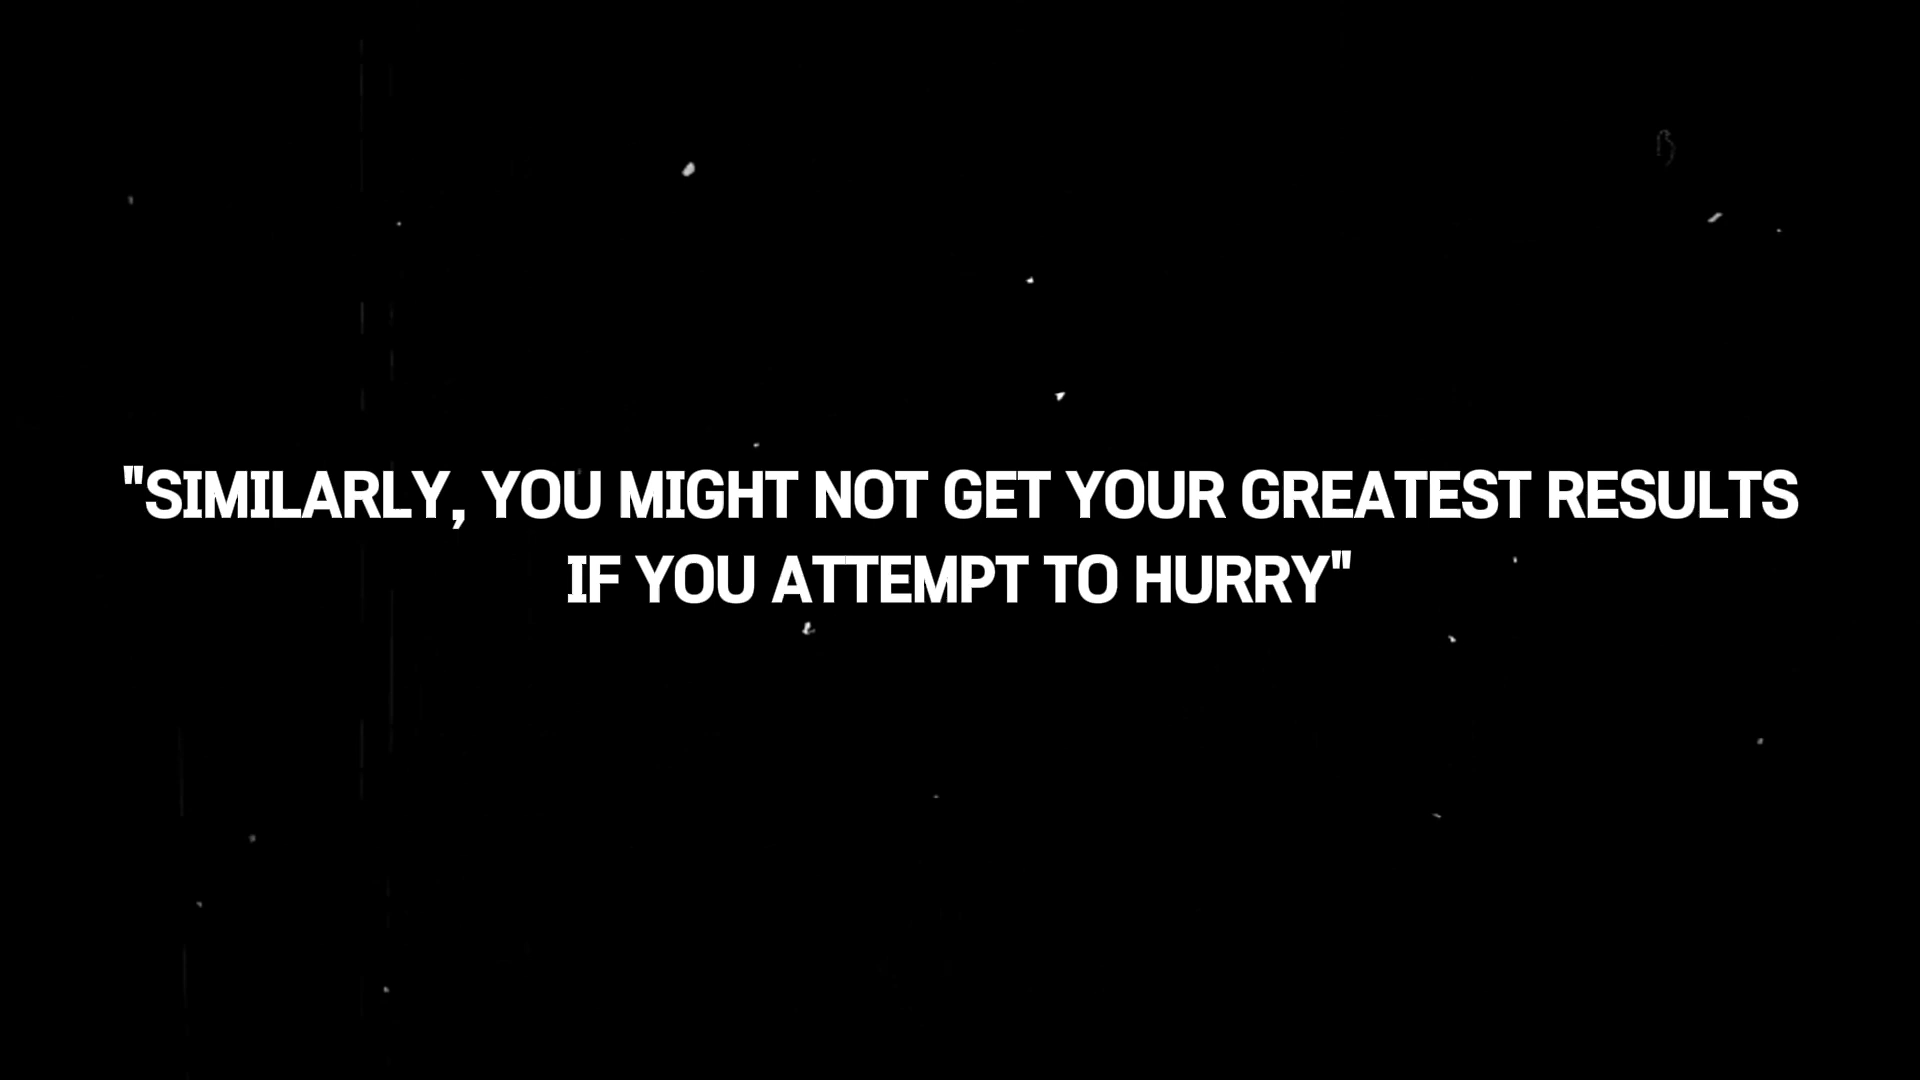 "SIMILARLY, YOU MIGHT NOT GET YOUR GREATEST RESULTS
IF YOU ATTEMPT TO HURRY"